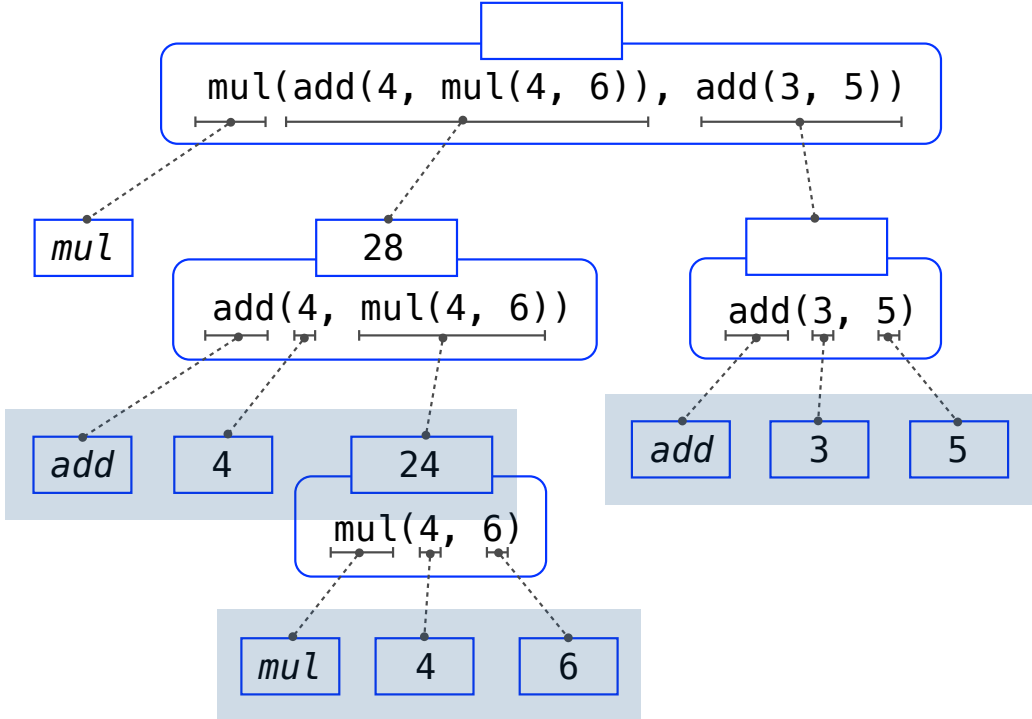 mul(add(4, mul(4, 6)), add(3, 5))
mul
28
add(4, mul(4, 6))
add(3, 5)
add
4
24
add
3
5
mul(4, 6)
mul
4
6